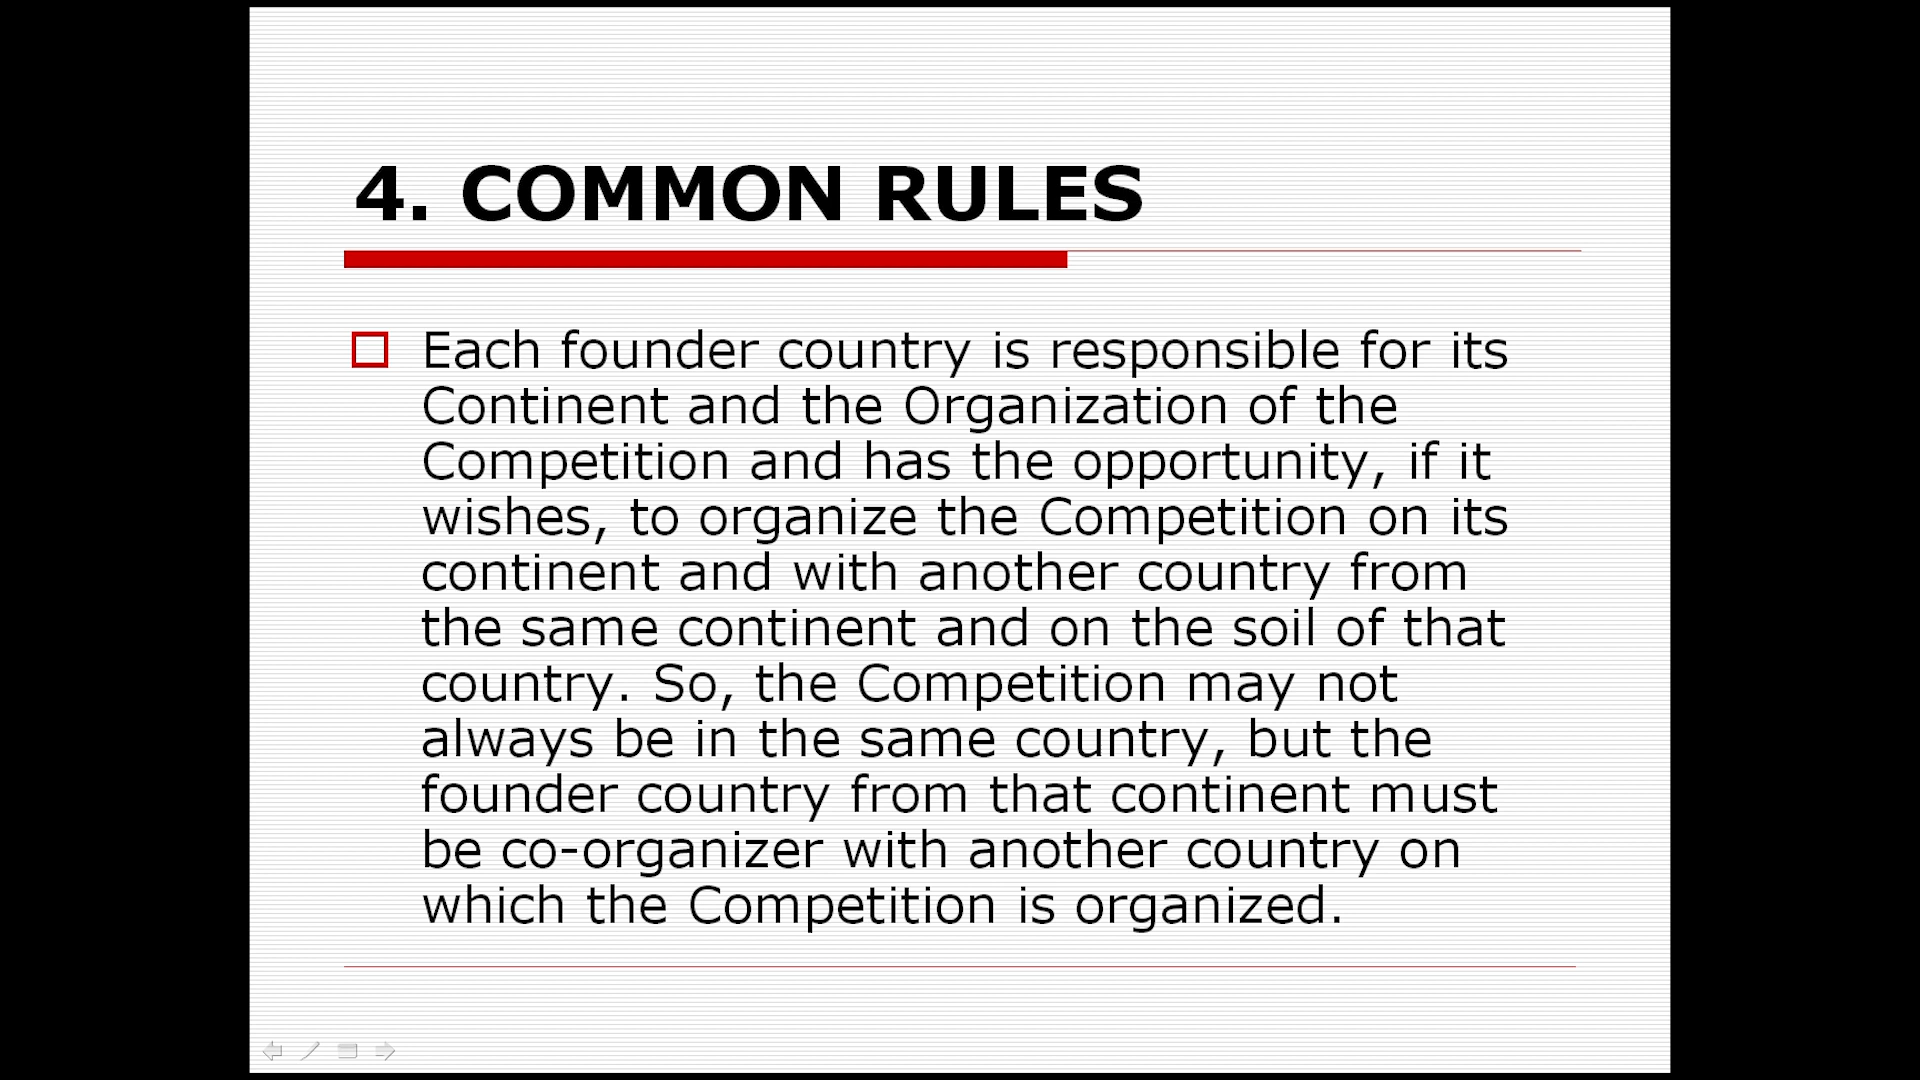 4. COMMON RULES
Each founder country is responsible for its
Continent and the Organization of the
Competition and has the opportunity, if it
wishes, to organize the Competition on its
continent and with another country from
the same continent and on the soil of that
country. So, the Competition may not
always be in the same country, but the
founder country from that continent must
be co-organizer with another country on
which the Competition is organized.